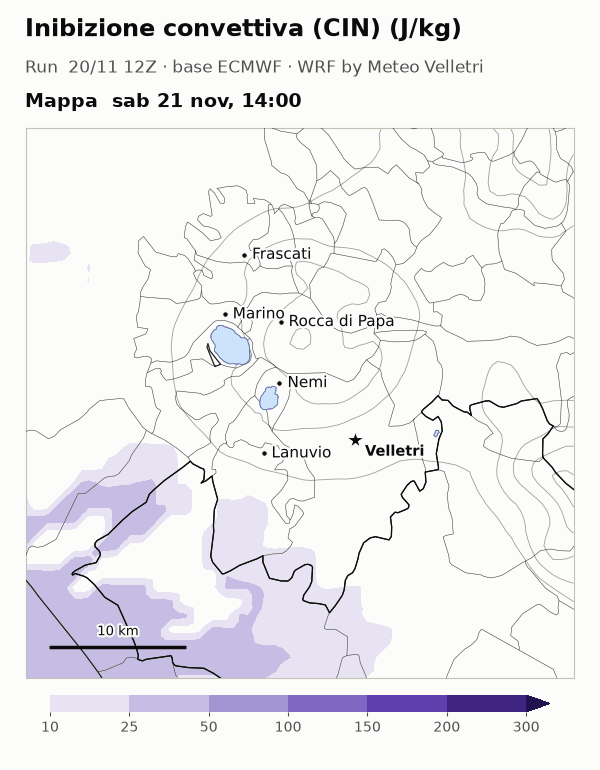 Inibizione convettiva (CIN) (J/kg)
Run  20/11 12Z · base ECMWF · WRF by Meteo Velletri
Mappa  sab 21 nov, 14:00
Frascati
Marino
Rocca di Papa
Nemi
Velletri
Lanuvio
10 km
10 25 50 100 150 200 300